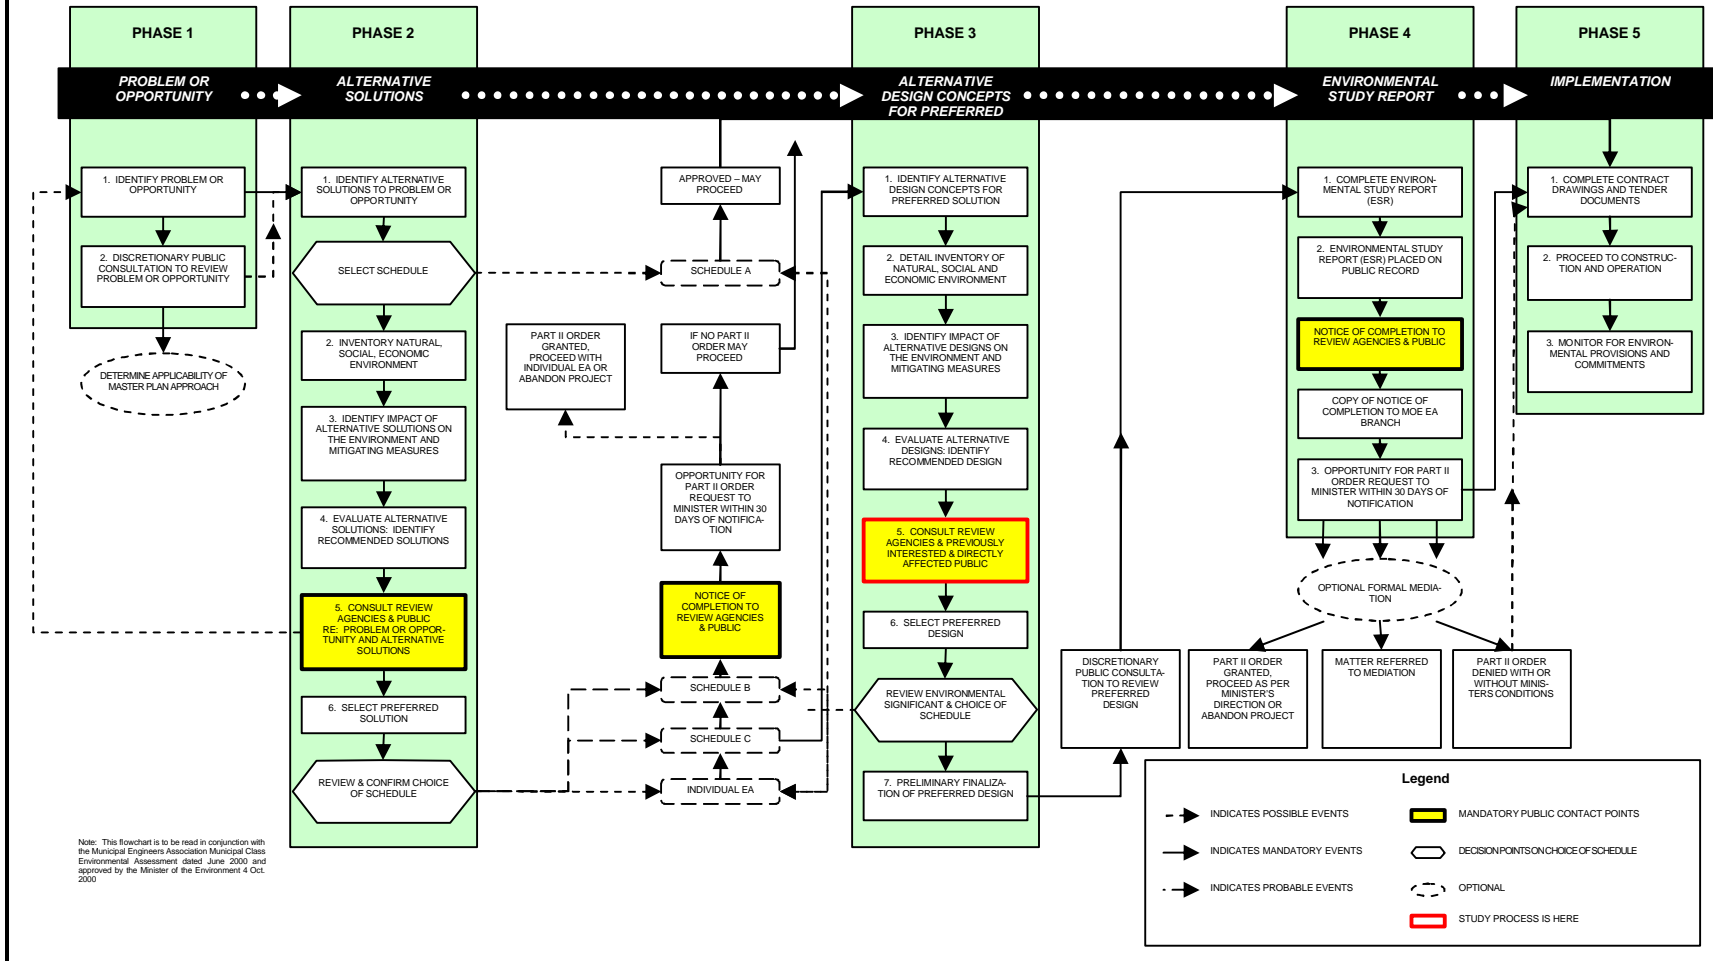 PHASE 1
PROBLEM OR
OPPORTUNITY
1. IDENTIFY PROBLEM OR
OPPORTUNITY
2. DISCRETIONARY PUBLIC
CONSULTATION TO REVIEW
PROBLEM OR OPPORTUNITY
DETERMINE APPLICABILITY OF
MASTER PLAN APPROACH
PHASE 2
ALTERNATIVE
SOLUTIONS
1. IDENTIFY ALTERNATIVE
SOLUTIONS TO PROBLEM OR
OPPORTUNITY
SELECT SCHEDULE
2. INVENTORY NATURAL,
SOCIAL, ECONOMIC
ENVIRONMENT
3. IDENTIFY IMPACT OF
ALTERNATIVE SOLUTIONS ON
THE ENVIRONMENT AND
MITIGATING MEASURES
4. EVALUATE ALTERNATIVE
SOLUTIONS: IDENTIFY
RECOMMENDED SOLUTIONS
5. CONSULT REVIEW
AGENCIES & PUBLIC
RE: PROBLEM OR OPPOR-
TUNITY AND ALTERNATIVE
SOLUTIONS
6. SELECT PREFERRED
SOLUTION
REVIEW & CONFIRM CHOICE
OF SCHEDULE
APPROVED – MAY
PROCEED
SCHEDULE A
PART II ORDER
GRANTED,
PROCEED WITH
INDIVIDUAL EA OR
ABANDON PROJECT
IF NO PART II
ORDER MAY
PROCEED
OPPORTUNITY FOR
PART II ORDER
REQUEST TO
MINISTER WITHIN 30
DAYS OF NOTIFICA-
TION
NOTICE OF
COMPLETION TO
REVIEW AGENCIES
& PUBLIC
SCHEDULE B
SCHEDULE C
INDIVIDUAL EA
PHASE 3
ALTERNATIVE
DESIGN CONCEPTS
FOR PREFERRED
1. IDENTIFY ALTERNATIVE
DESIGN CONCEPTS FOR
PREFERRED SOLUTION
2. DETAIL INVENTORY OF
NATURAL, SOCIAL AND
ECONOMIC ENVIRONMENT
3. IDENTIFY IMPACT OF
ALTERNATIVE DESIGNS ON
THE ENVIRONMENT AND
MITIGATING MEASURES
4. EVALUATE ALTERNATIVE
DESIGNS: IDENTIFY
RECOMMENDED DESIGN
5. CONSULT REVIEW
AGENCIES & PREVIOUSLY
INTERESTED & DIRECTLY
AFFECTED PUBLIC
6. SELECT PREFERRED
DESIGN
REVIEW ENVIRONMENTAL
SIGNIFICANT & CHOICE OF
SCHEDULE
7. PRELIMINARY FINALIZA-
TION OF PREFERRED DESIGN
DISCRETIONARY
PUBLIC CONSULTA-
TION TO REVIEW
PREFERRED
DESIGN
PHASE 4
ENVIRONMENTAL
STUDY REPORT
1. COMPLETE ENVIRON-
MENTAL STUDY REPORT
(ESR)
2. ENVIRONMENTAL STUDY
REPORT (ESR) PLACED ON
PUBLIC RECORD
NOTICE OF COMPLETION TO
REVIEW AGENCIES & PUBLIC
COPY OF NOTICE OF
COMPLETION TO MOE EA
BRANCH
3. OPPORTUNITY FOR PART II
ORDER REQUEST TO
MINISTER WITHIN 30 DAYS OF
NOTIFICATION
OPTIONAL FORMAL MEDIA-
TION
PART II ORDER
GRANTED,
PROCEED AS PER
MINISTER'S
DIRECTION OR
ABANDON PROJECT
MATTER REFERRED
TO MEDIATION
PART II ORDER
DENIED WITH OR
WITHOUT MINIS-
TERS CONDITIONS
PHASE 5
IMPLEMENTATION
1. COMPLETE CONTRACT
DRAWINGS AND TENDER
DOCUMENTS
2. PROCEED TO CONSTRUC-
TION AND OPERATION
3. MONITOR FOR ENVIRON-
MENTAL PROVISIONS AND
COMMITMENTS
Legend
INDICATES POSSIBLE EVENTS
INDICATES MANDATORY EVENTS
INDICATES PROBABLE EVENTS
MANDATORY PUBLIC CONTACT POINTS
DECISION POINTS ON CHOICE OF SCHEDULE
OPTIONAL
STUDY PROCESS IS HERE
Note: This flowchart is to be read in conjunction with
the Municipal Engineers Association Municipal Class
Environmental Assessment dated June 2000 and
approved by the Minister of the Environment 4 Oct.
2000